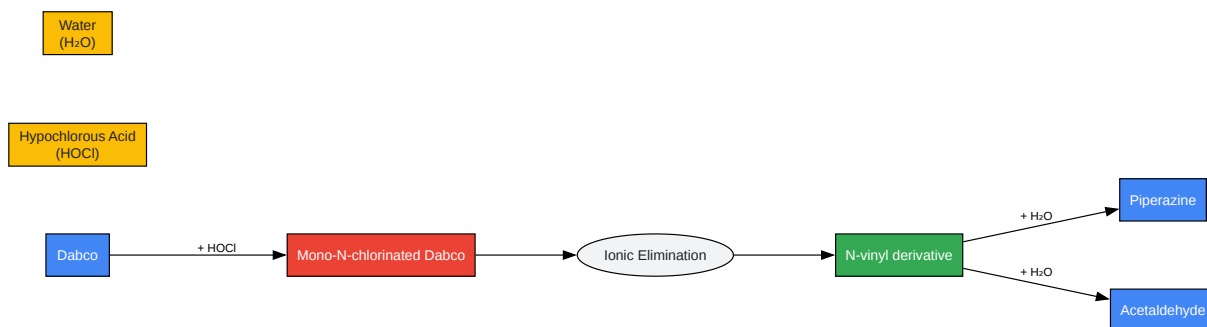 Water
(H₂O)
Hypochlorous Acid
(HOCl)
Dabco
+ HOCl
Mono-N-chlorinated Dabco
Ionic Elimination
N-vinyl derivative
+ H₂O
Piperazine
+ H₂O
Acetaldehyde